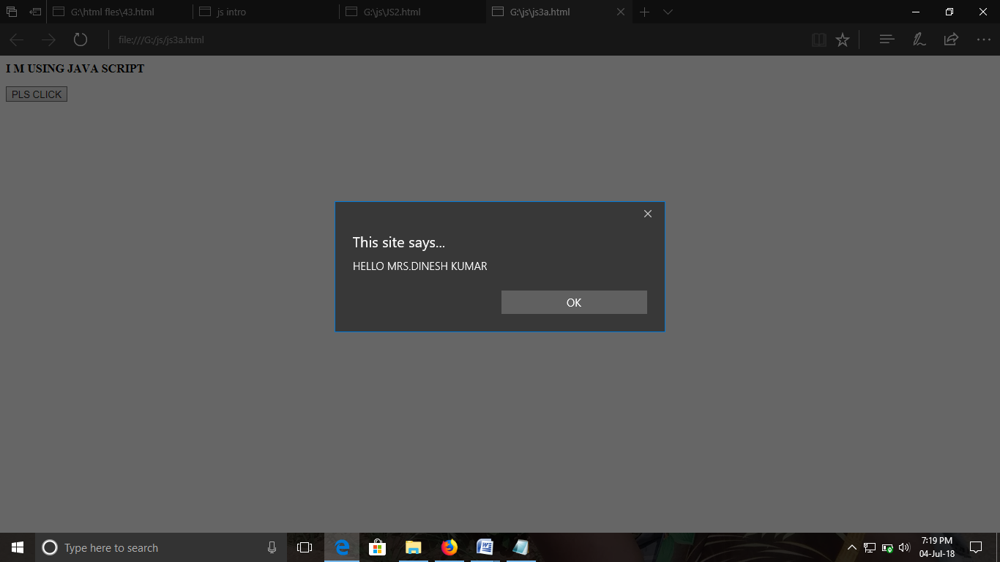 G:\html fles\43.html
js intro
G:\js\JS2.html
G:\js\js3a.html
file:///G:/js/js3a.html
I M USING JAVA SCRIPT
PLS CLICK
This site says...
HELLO MRS.DINESH KUMAR
OK
Type here to search
7:19 PM
04-Jul-18